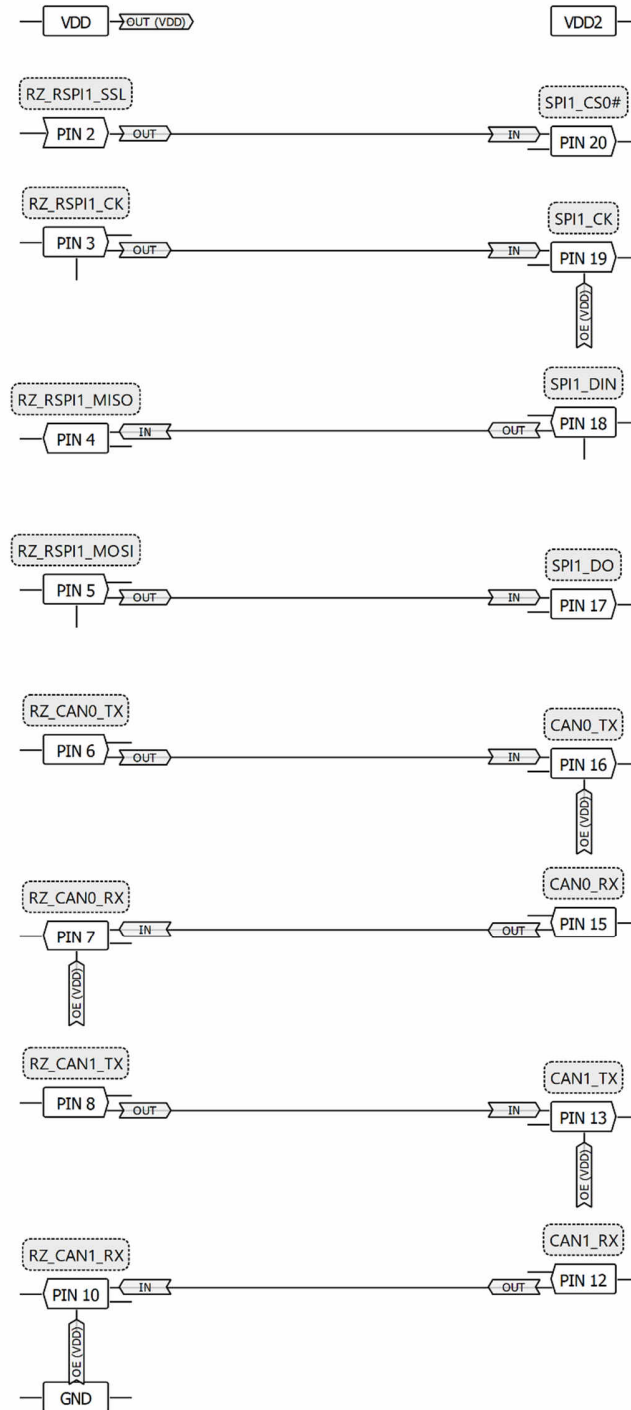 VDD OUT (VDD) VDD2
RZ_RSPI1_SSL SPI1_CS0#
PIN 2 OUT IN PIN 20
RZ_RSPI1_CK SPI1_CK
PIN 3 OUT IN PIN 19
OE (VDD)
RZ_RSPI1_MISO SPI1_DIN
PIN 4 IN OUT PIN 18
RZ_RSPI1_MOSI SPI1_DO
PIN 5 OUT IN PIN 17
RZ_CAN0_TX CAN0_TX
PIN 6 OUT IN PIN 16
OE (VDD)
RZ_CAN0_RX CAN0_RX
PIN 7 IN OUT PIN 15
OE (VDD)
RZ_CAN1_TX CAN1_TX
PIN 8 OUT IN PIN 13
OE (VDD)
RZ_CAN1_RX CAN1_RX
PIN 10 IN OUT PIN 12
OE (VDD)
GND